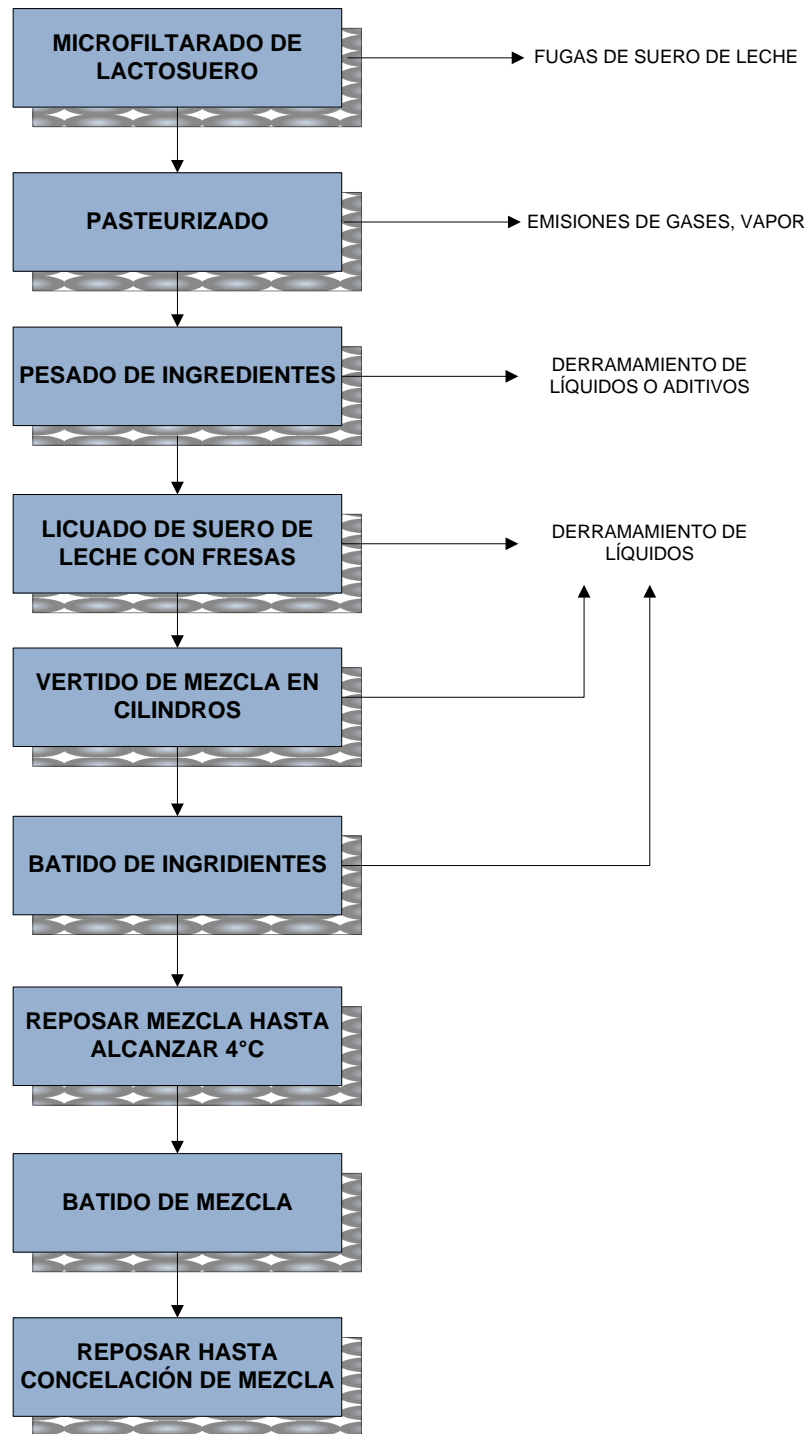 MICROFILTARADO DE
LACTOSUERO
FUGAS DE SUERO DE LECHE
PASTEURIZADO
EMISIONES DE GASES, VAPOR
PESADO DE INGREDIENTES
DERRAMAMIENTO DE
LÍQUIDOS O ADITIVOS
LICUADO DE SUERO DE
LECHE CON FRESAS
DERRAMAMIENTO DE
LÍQUIDOS
VERTIDO DE MEZCLA EN
CILINDROS
BATIDO DE INGRIDIENTES
REPOSAR MEZCLA HASTA
ALCANZAR 4°C
BATIDO DE MEZCLA
REPOSAR HASTA
CONCELACIÓN DE MEZCLA